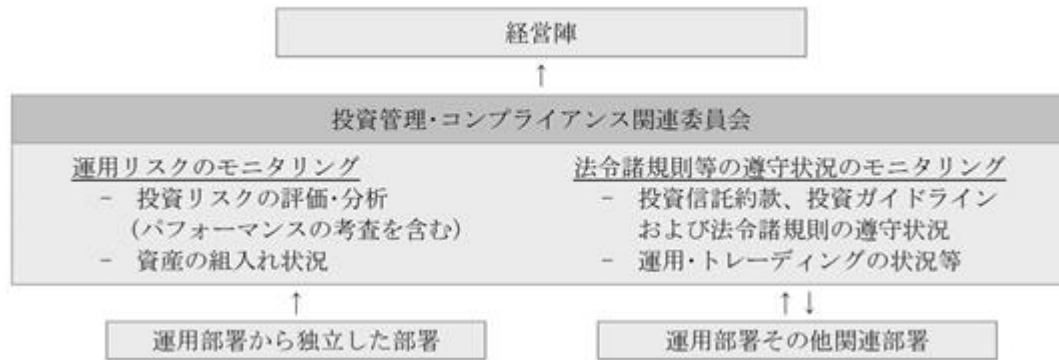 経営陣
↑
投資管理･コンプライアンス関連委員会
運用リスクのモニタリング
− 投資リスクの評価･分析
(パフォーマンスの考査を含む)
− 資産の組入れ状況
法令諸規則等の遵守状況のモニタリング
− 投資信託約款、投資ガイドライン
および法令諸規則の遵守状況
− 運用･トレーディングの状況等
↑
↑↓
運用部署から独立した部署
運用部署その他関連部署